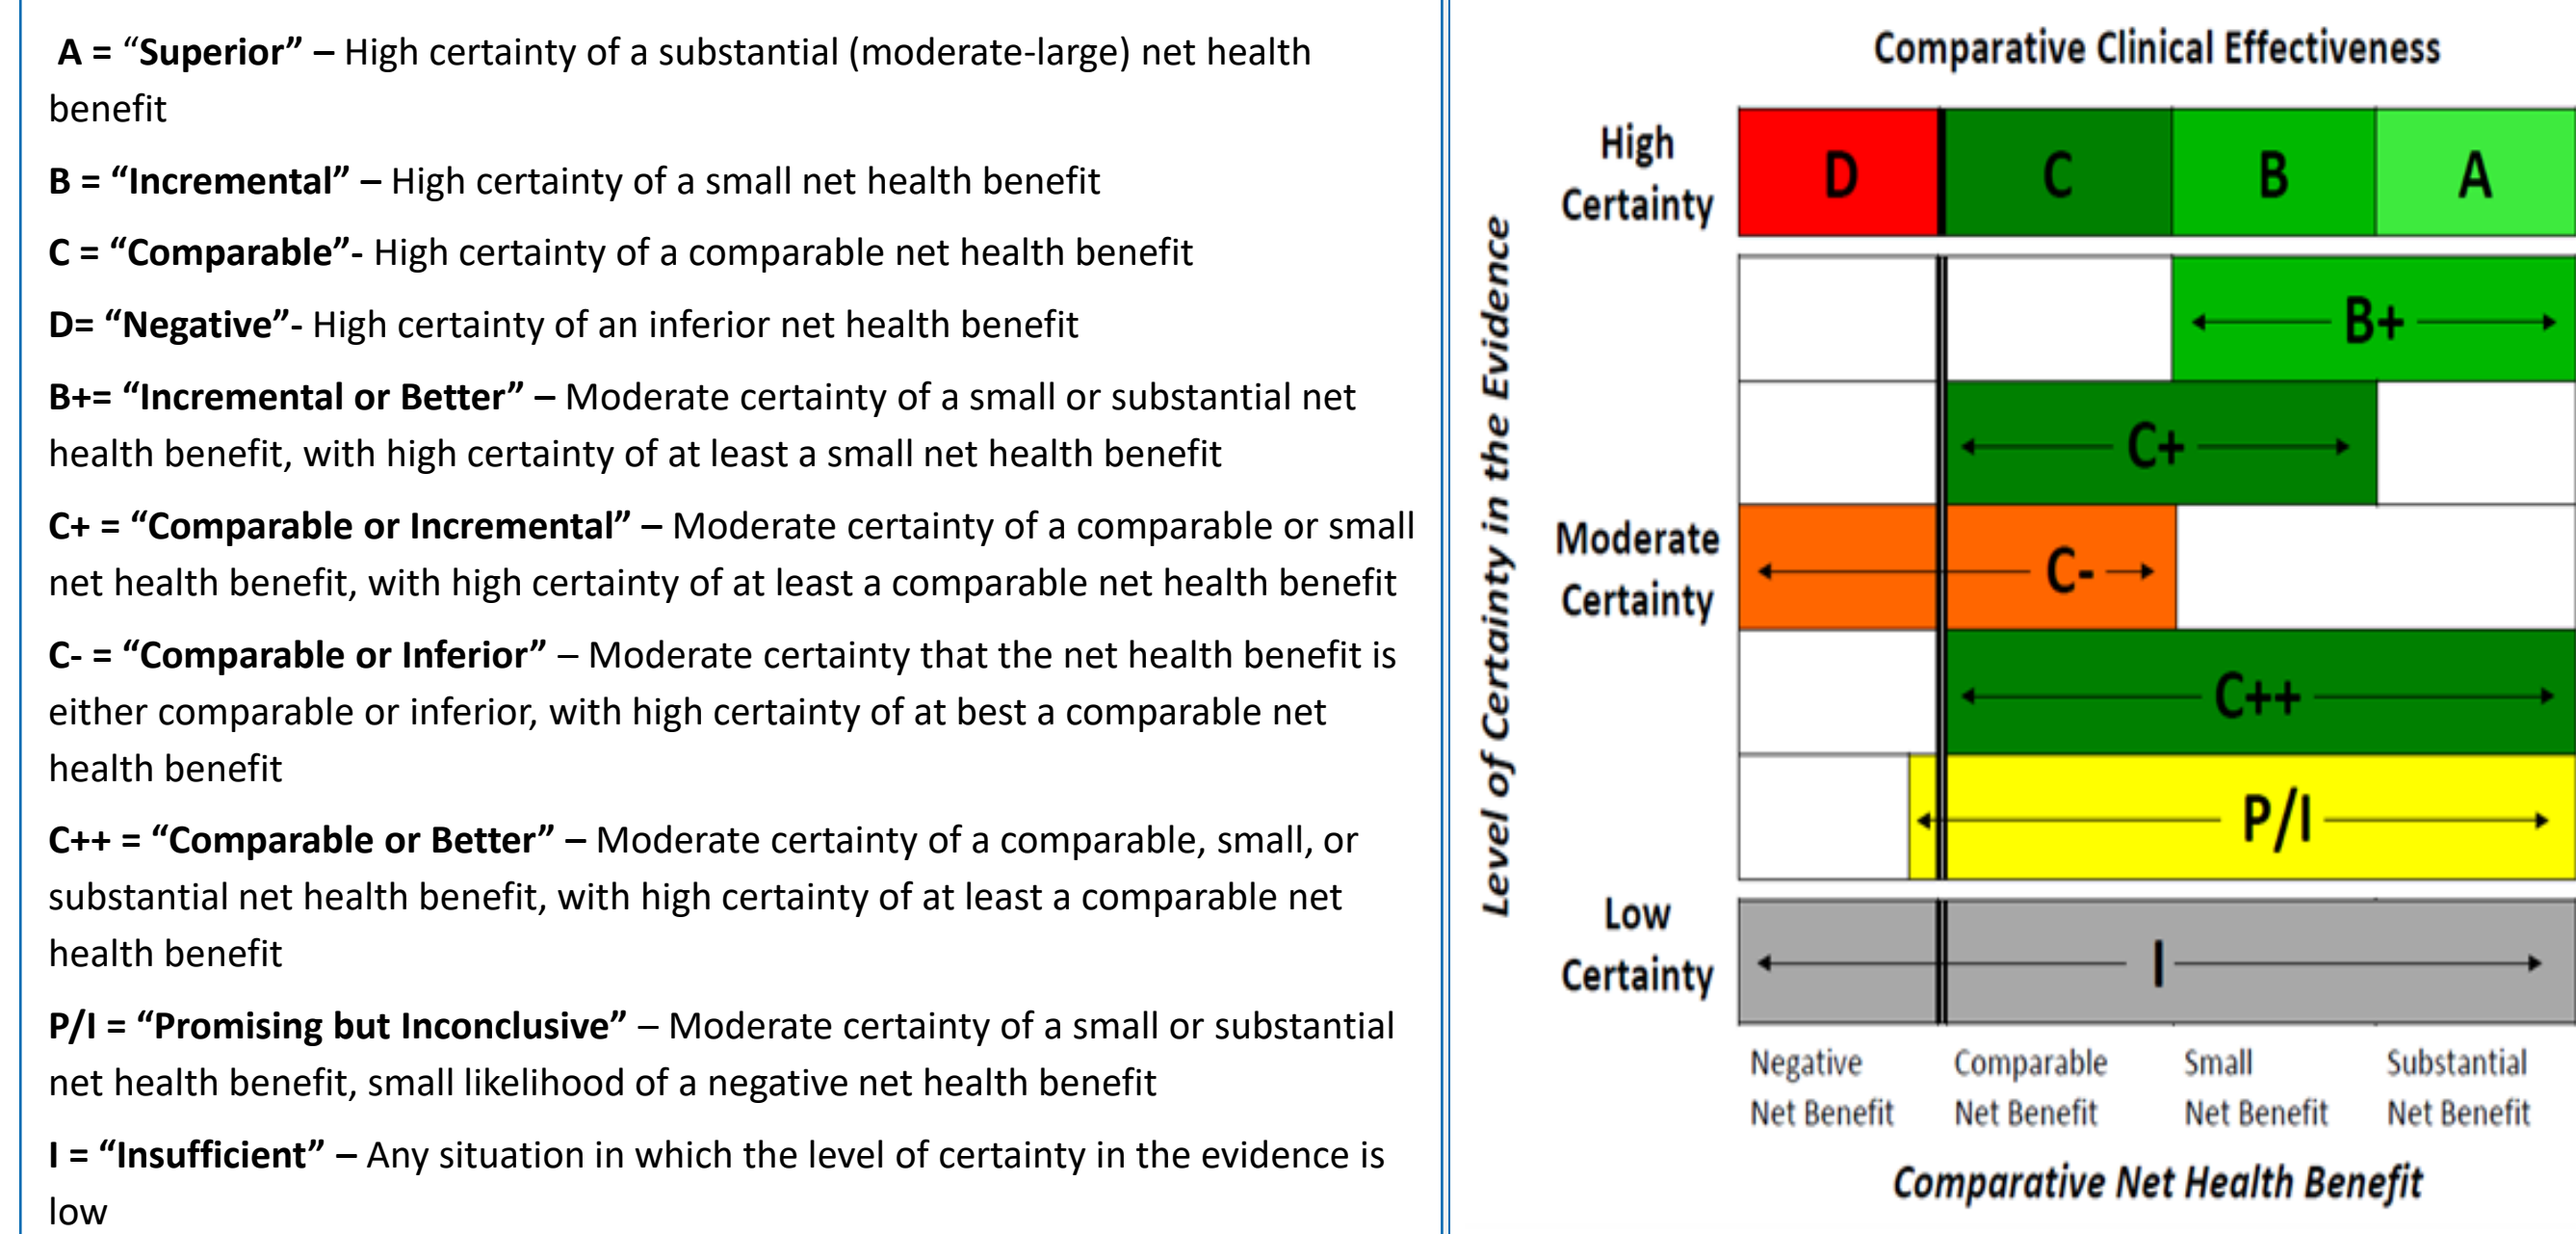 A = “Superior” – High certainty of a substantial (moderate-large) net health
benefit
B = “Incremental” – High certainty of a small net health benefit
C = “Comparable”- High certainty of a comparable net health benefit
D= “Negative”- High certainty of an inferior net health benefit
B+= “Incremental or Better” – Moderate certainty of a small or substantial net
health benefit, with high certainty of at least a small net health benefit
C+ = “Comparable or Incremental” – Moderate certainty of a comparable or small
net health benefit, with high certainty of at least a comparable net health benefit
C- = “Comparable or Inferior” – Moderate certainty that the net health benefit is
either comparable or inferior, with high certainty of at best a comparable net
health benefit
C++ = “Comparable or Better” – Moderate certainty of a comparable, small, or
substantial net health benefit, with high certainty of at least a comparable net
health benefit
P/I = “Promising but Inconclusive” – Moderate certainty of a small or substantial
net health benefit, small likelihood of a negative net health benefit
I = “Insufficient” – Any situation in which the level of certainty in the evidence is
low
Comparative Clinical Effectiveness
Level of Certainty in the Evidence
High
Certainty
D C B A
B+
C+
Moderate
Certainty
C-
C++
P/I
Low
Certainty
I
Negative Comparable Small Substantial
Net Benefit Net Benefit Net Benefit Net Benefit
Comparative Net Health Benefit